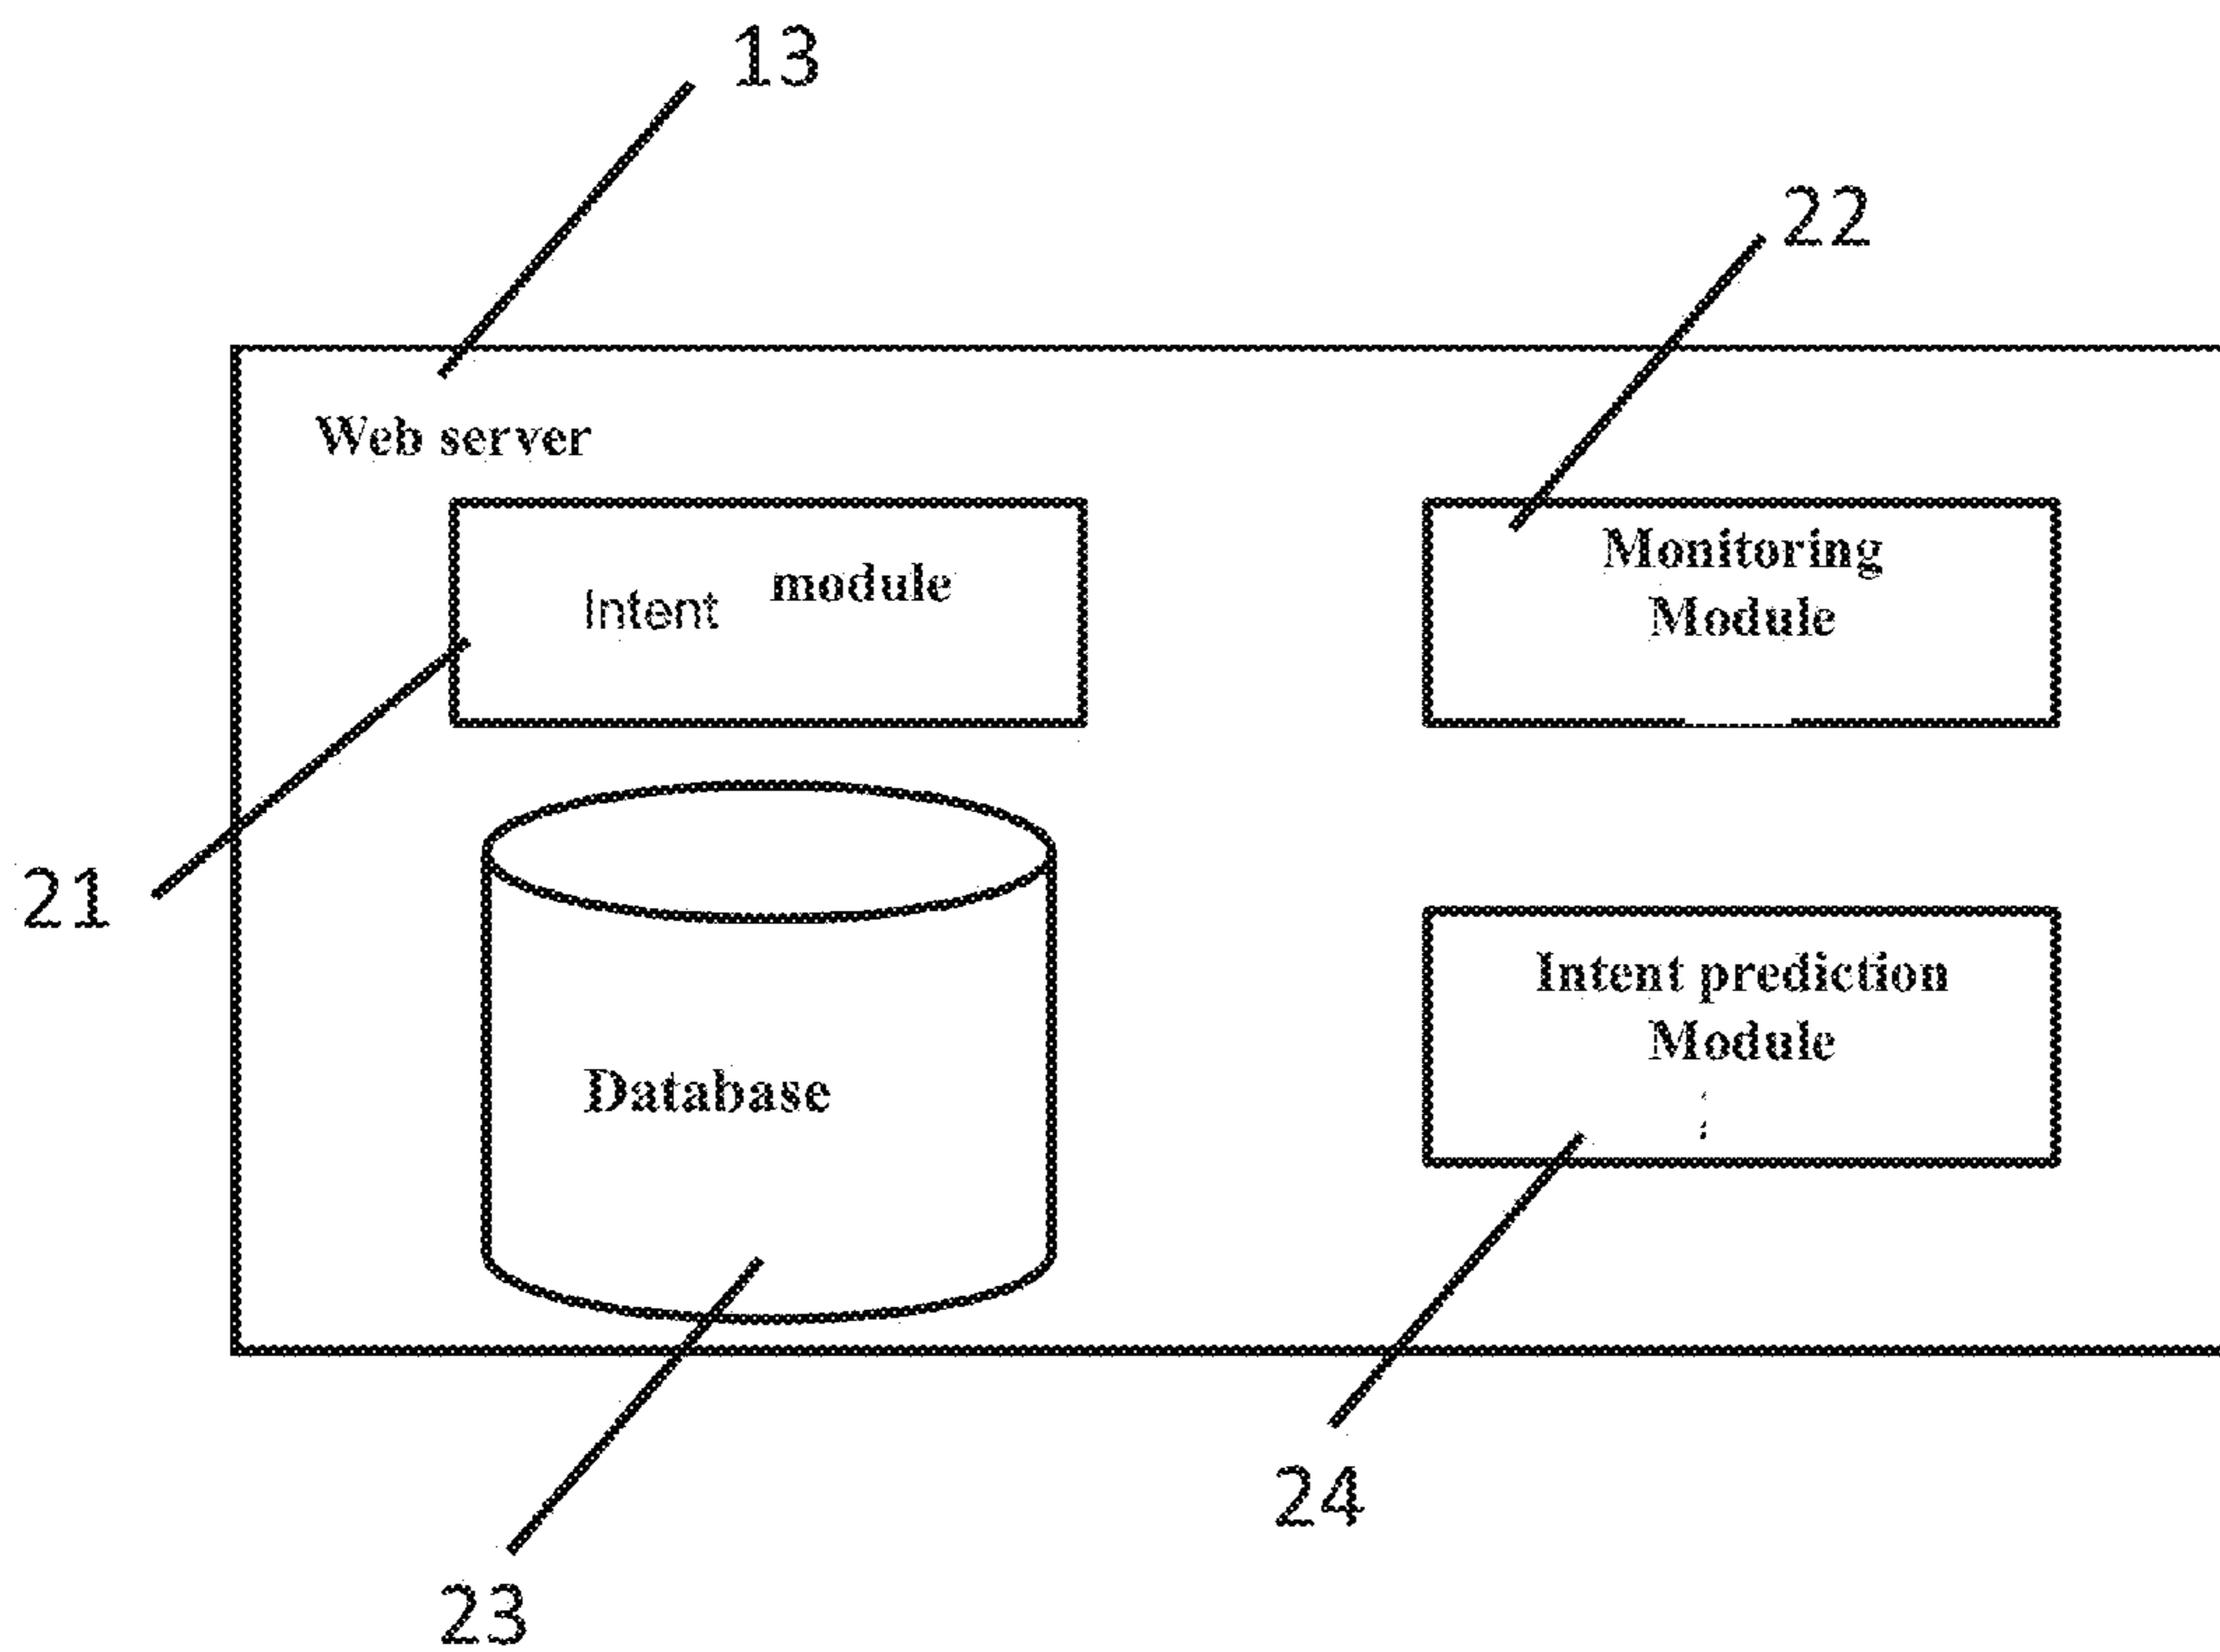 13
22
Web server
Intent module
Monitoring
Module
21
Database
Intent prediction
Module
24
23